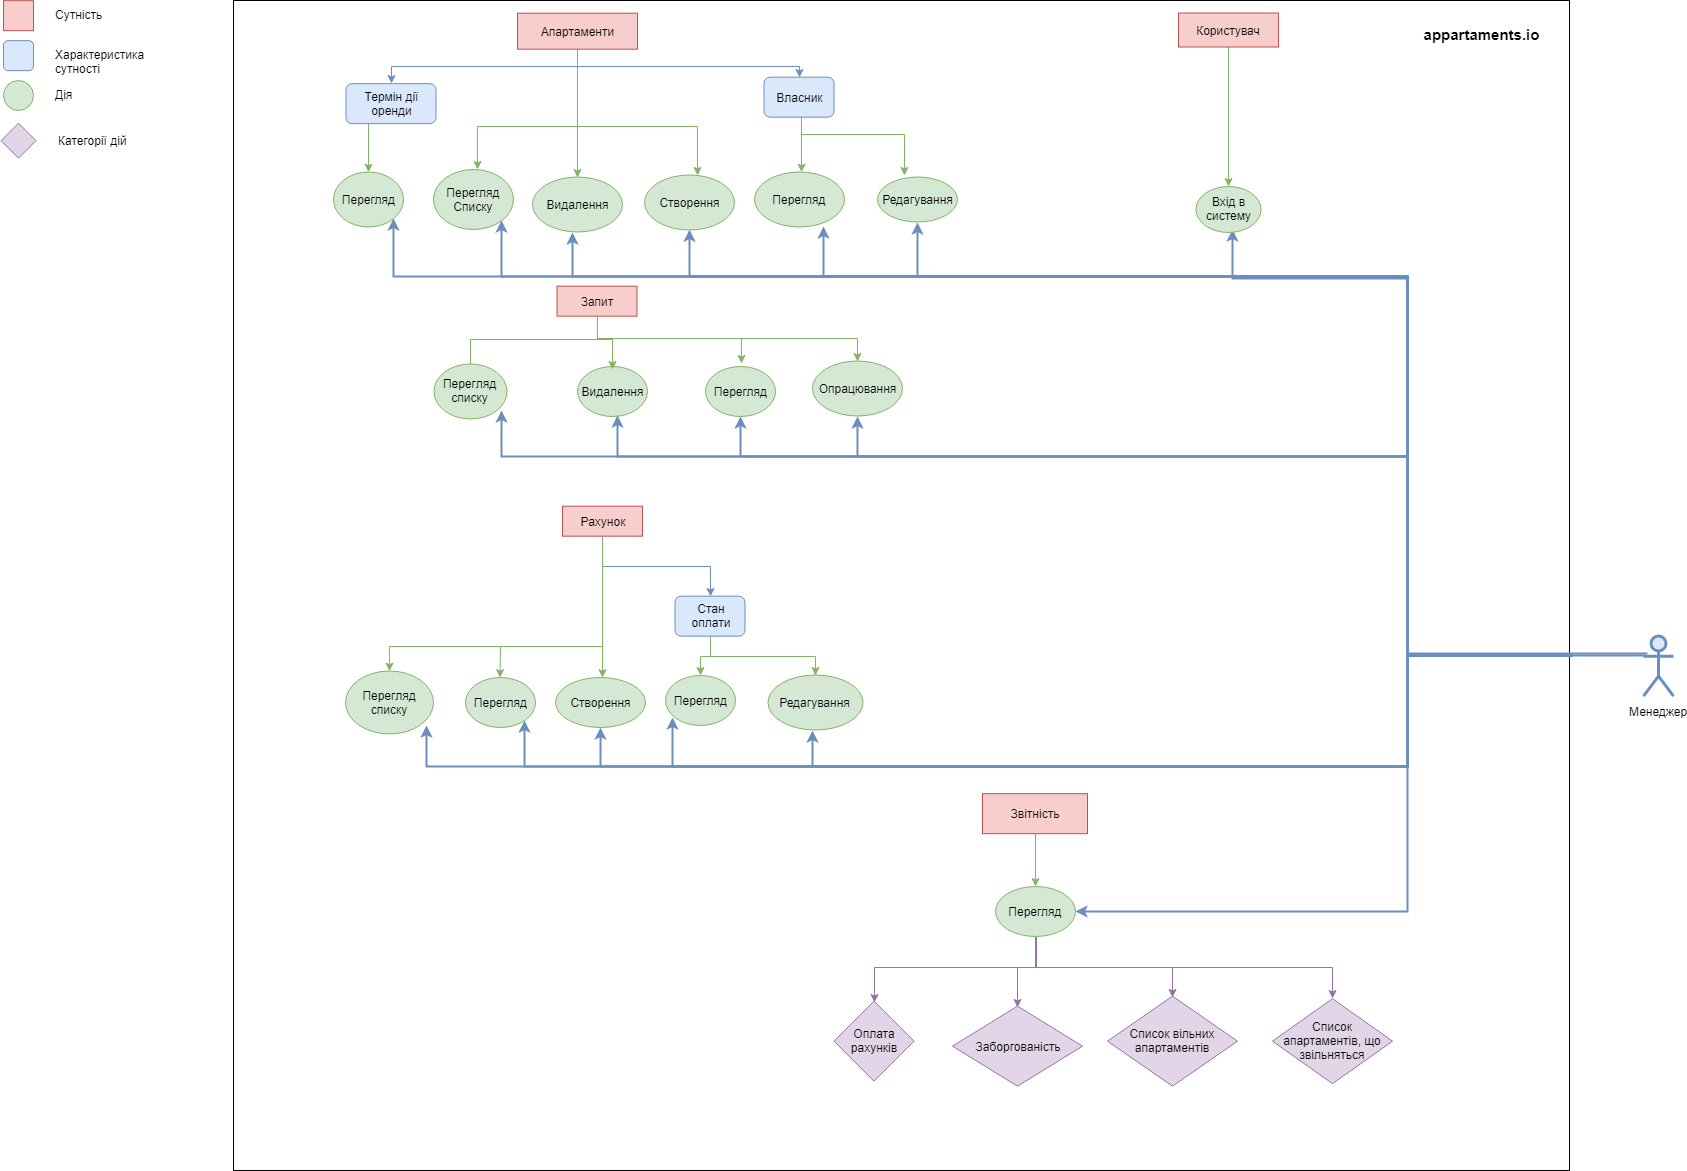 Сутність
Характеристика
сутності
Дія
Категорії дій
appartaments.io
Апартаменти
Користувач
Термін дії
оренди
Власник
Перегляд
Перегляд
Списку
Видалення
Створення
Перегляд
Редагування
Вхід в
систему
Запит
Перегляд
списку
Видалення
Перегляд
Опрацювання
Рахунок
Стан
оплати
Перегляд
списку
Перегляд
Створення
Перегляд
Редагування
Менеджер
Звітність
Перегляд
Оплата
рахунків
Заборгованість
Список вільних
апартаментів
Список
апартаментів, що
звільняться